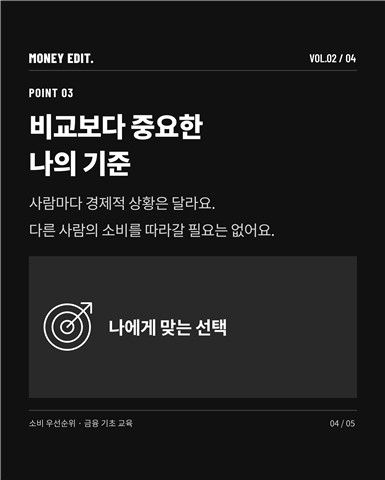 MONEY EDIT.
VOL.02 / 04
POINT 03
비교보다 중요한
나의 기준
사람마다 경제적 상황은 달라요.
다른 사람의 소비를 따라갈 필요는 없어요.
나에게 맞는 선택
소비 우선순위 · 금융 기초 교육
04 / 05